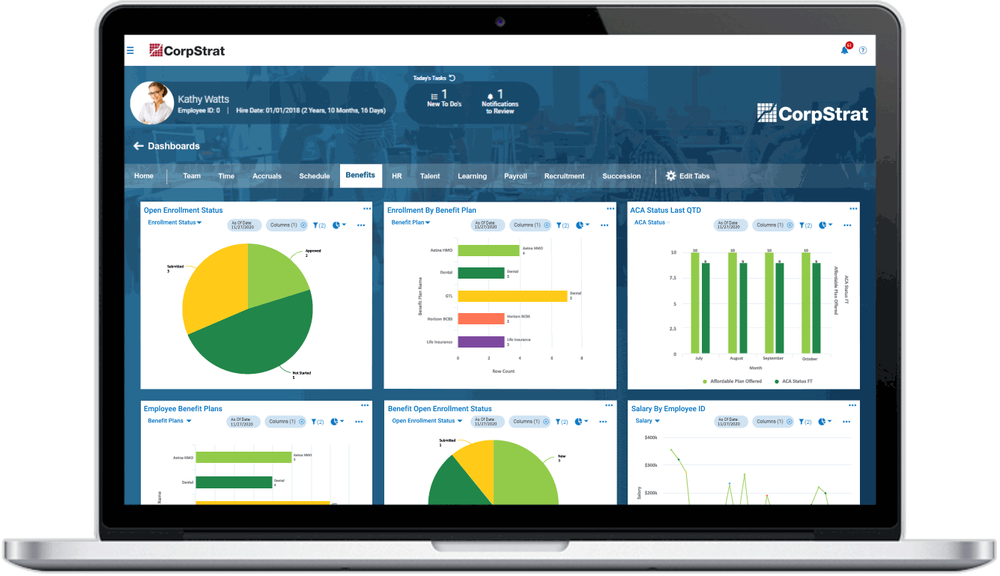 CorpStrat
51
?
Today's Tasks
Kathy Watts
Employee ID: 0 | Hire Date: 01/01/2018 (2 Years, 10 Months, 16 Days)
1
New To Do's
1
Notifications
to Review
CorpStrat
Dashboards
Home
Team
Time
Accruals
Schedule
Benefits
HR
Talent
Learning
Payroll
Recruitment
Succession
Edit Tabs
Open Enrollment Status
Enrollment Status
As Of Date:
11/27/2020
Columns (1)
(2)
Approved
2
Submitted
3
Not Started
5
Enrollment By Benefit Plan
Benefit Plan
As Of Date:
11/27/2020
Columns (1)
(2)
Benefit Plan Name
Aetna HMO
Aetna HMO
4
Dental
Dental
3
GTL
Dental
3
Horizon BCBS
Horizon BCBS
3
Life Insurance
Life Insurance
3
0 2 4 6 8
Row Count
ACA Status Last QTD
ACA Status
As Of Date:
11/27/2020
Columns (1)
(2)
10
7.5
5
2.5
0
10 9 10 9 10 9 10 9
July August September October
Month
Affordable Plan Offered
ACA Status FT
Affordable Plan Offered
ACA Status FT
Employee Benefit Plans
Benefit Plans
As Of Date:
11/27/2020
Columns (1)
(2)
Aetna HMO
Aetna HMO
5
Dental
Dental
4
Name
Benefit Open Enrollment Status
Open Enrollment Status
As Of Date:
11/27/2020
Columns (1)
(2)
Submitted
1
New
3
Salary By Employee ID
Salary
As Of Date:
11/27/2020
Columns (1)
(2)
$400k
$300k
$200k
Salary